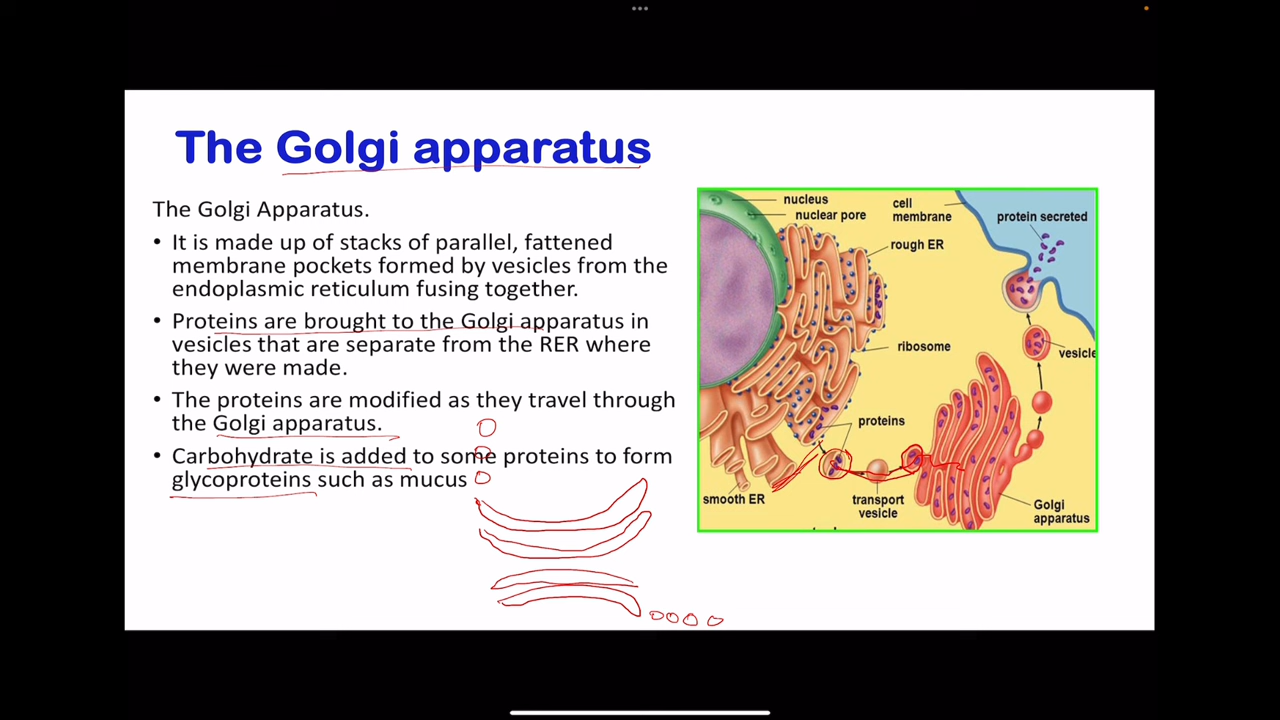 The Golgi apparatus
The Golgi Apparatus.
• It is made up of stacks of parallel, fattened
membrane pockets formed by vesicles from the
endoplasmic reticulum fusing together.
• Proteins are brought to the Golgi apparatus in
vesicles that are separate from the RER where
they were made.
• The proteins are modified as they travel through
the Golgi apparatus.
• Carbohydrate is added to some proteins to form
glycoproteins such as mucus
nucleus
nuclear pore
cell
membrane
protein secreted
rough ER
ribosome
vesicle
proteins
smooth ER
transport
vesicle
Golgi
apparatus